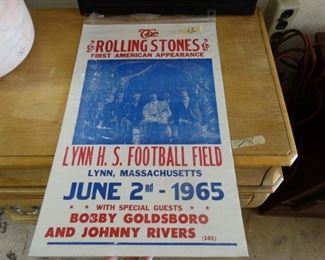 The
ROLLING STONES
FIRST AMERICAN APPEARANCE
LYNN H. S. FOOTBALL FIELD
LYNN, MASSACHUSETTS
JUNE 2nd - 1965
WITH SPECIAL GUESTS
BOBBY GOLDSBORO
AND JOHNNY RIVERS (101)